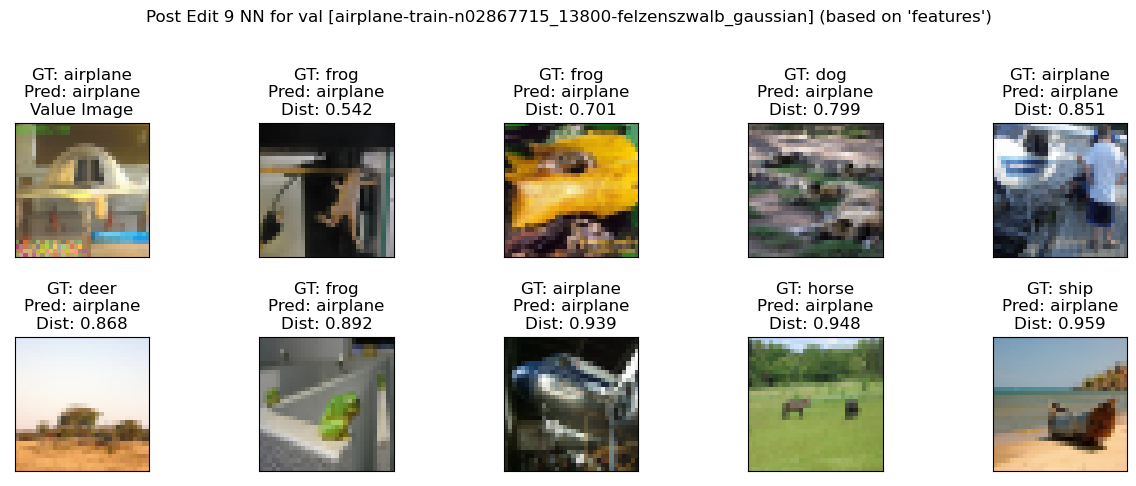 Post Edit 9 NN for val [airplane-train-n02867715_13800-felzenszwalb_gaussian] (based on 'features')
GT: airplane
Pred: airplane
Value Image
GT: frog
Pred: airplane
Dist: 0.542
GT: frog
Pred: airplane
Dist: 0.701
GT: dog
Pred: airplane
Dist: 0.799
GT: airplane
Pred: airplane
Dist: 0.851
GT: deer
Pred: airplane
Dist: 0.868
GT: frog
Pred: airplane
Dist: 0.892
GT: airplane
Pred: airplane
Dist: 0.939
GT: horse
Pred: airplane
Dist: 0.948
GT: ship
Pred: airplane
Dist: 0.959